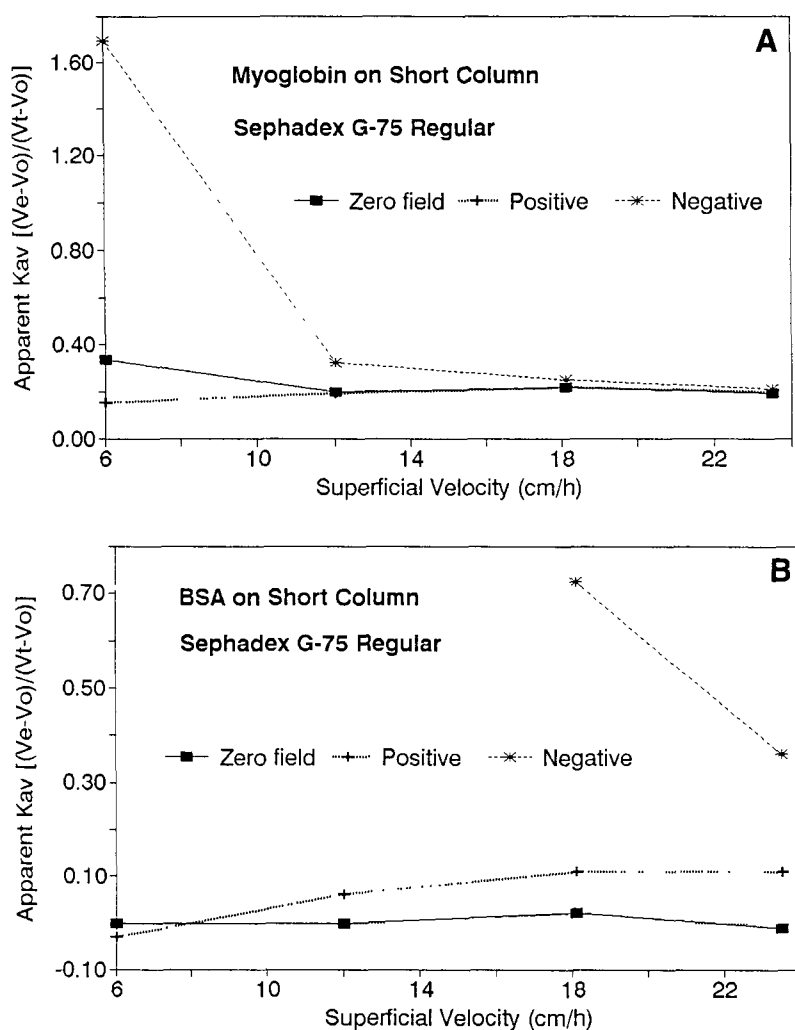 A
Myoglobin on Short Column
Sephadex G-75 Regular
Zero field Positive Negative
Apparent Kav [(Ve-Vo)/(Vt-Vo)]
1.60
1.20
0.80
0.40
0.00
6 10 14 18 22
Superficial Velocity (cm/h)
B
BSA on Short Column
Sephadex G-75 Regular
Zero field Positive Negative
Apparent Kav [(Ve-Vo)/(Vt-Vo)]
0.70
0.50
0.30
0.10
-0.10
6 10 14 18 22
Superficial Velocity (cm/h)